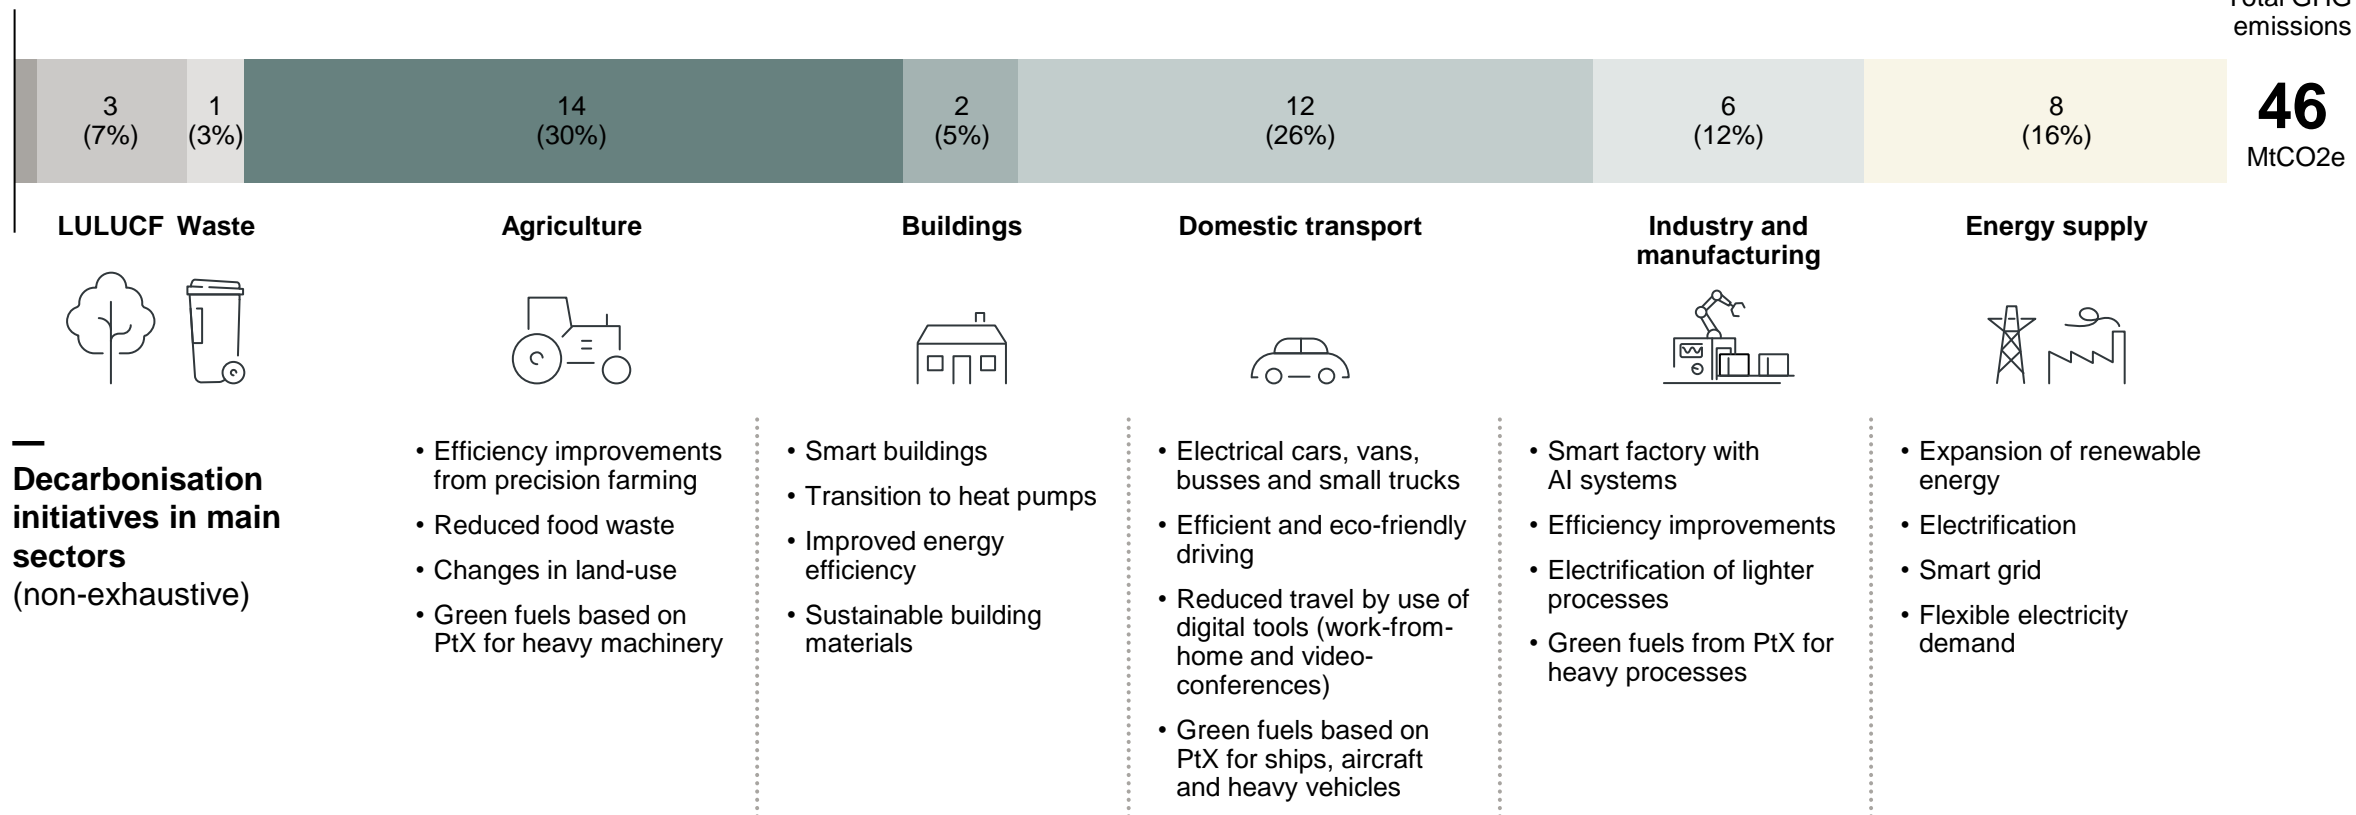 Total GHG
emissions
3
(7%)
1
(3%)
14
(30%)
2
(5%)
12
(26%)
6
(12%)
8
(16%)
46
MtCO2e
LULUCF
Waste
Agriculture
Buildings
Domestic transport
Industry and
manufacturing
Energy supply
Decarbonisation
initiatives in main
sectors
(non-exhaustive)
• Efficiency improvements
from precision farming
• Reduced food waste
• Changes in land-use
• Green fuels based on
PtX for heavy machinery
• Smart buildings
• Transition to heat pumps
• Improved energy
efficiency
• Sustainable building
materials
• Electrical cars, vans,
busses and small trucks
• Efficient and eco-friendly
driving
• Reduced travel by use of
digital tools (work-from-
home and video-
conferences)
• Green fuels based on
PtX for ships, aircraft
and heavy vehicles
• Smart factory with
AI systems
• Efficiency improvements
• Electrification of lighter
processes
• Green fuels from PtX for
heavy processes
• Expansion of renewable
energy
• Electrification
• Smart grid
• Flexible electricity
demand